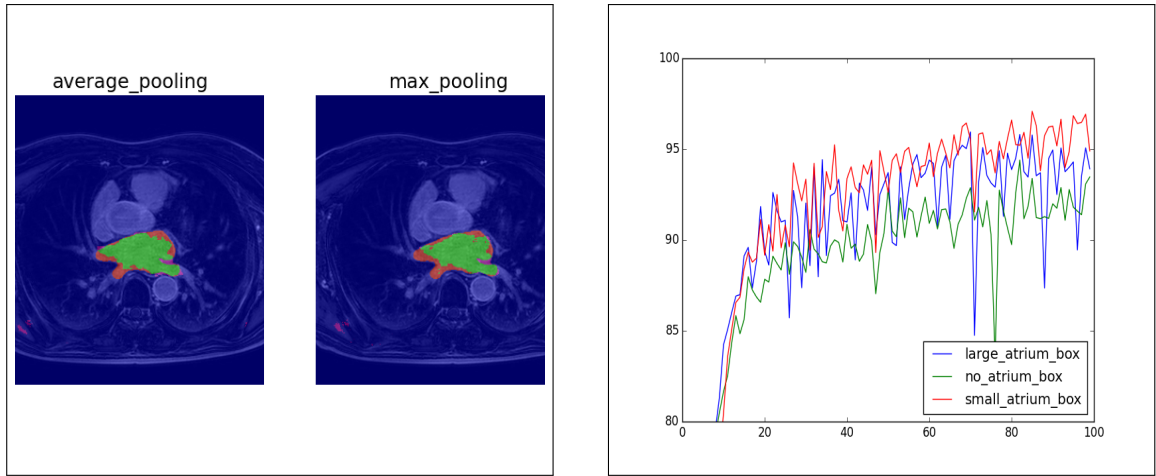 average_pooling
max_pooling
100
95
90
85
80
0
20
40
60
80
100
large_atrium_box
no_atrium_box
small_atrium_box